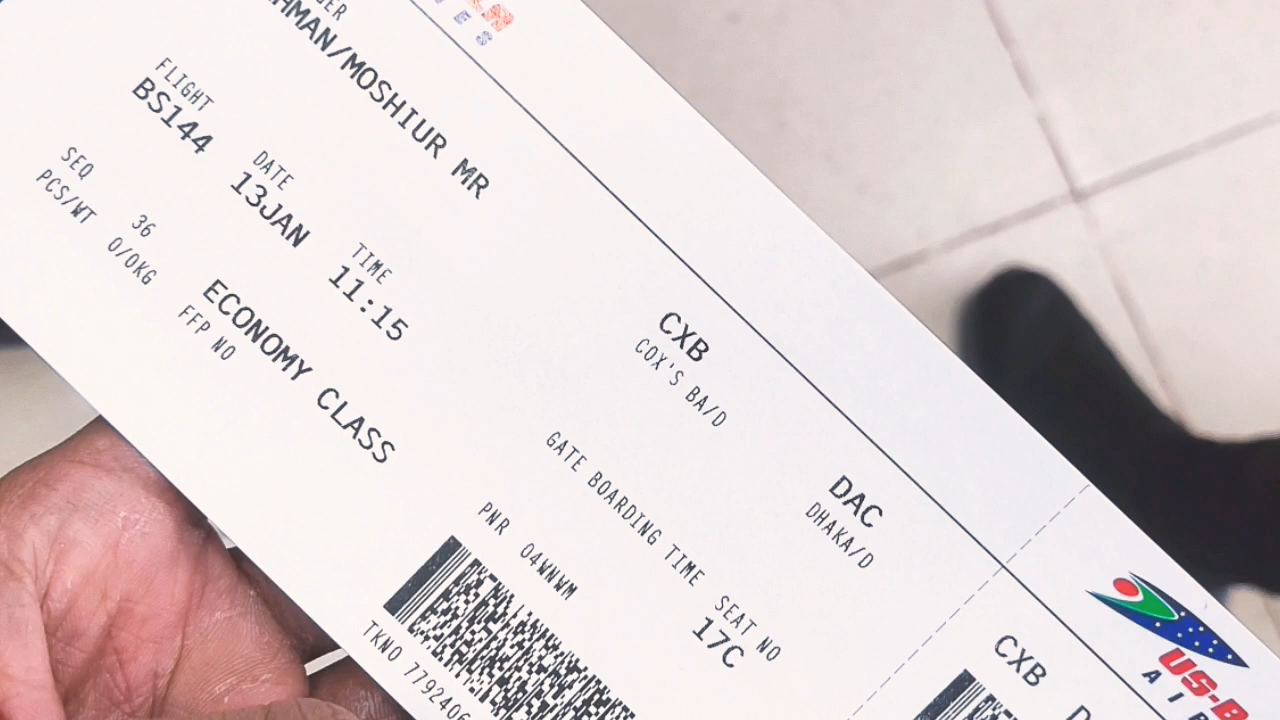 HMAN/MOSHIUR MR
FLIGHT DATE TIME
BS144 13JAN 11:15
CXB DAC
COX'S BA/D DHAKA/D
SEQ 36
PCS/WT 0/0KG
ECONOMY CLASS
FFP NO
GATE BOARDING TIME SEAT NO
17C
PNR 04WNWM
TKNO 7792406
US-B
CXB